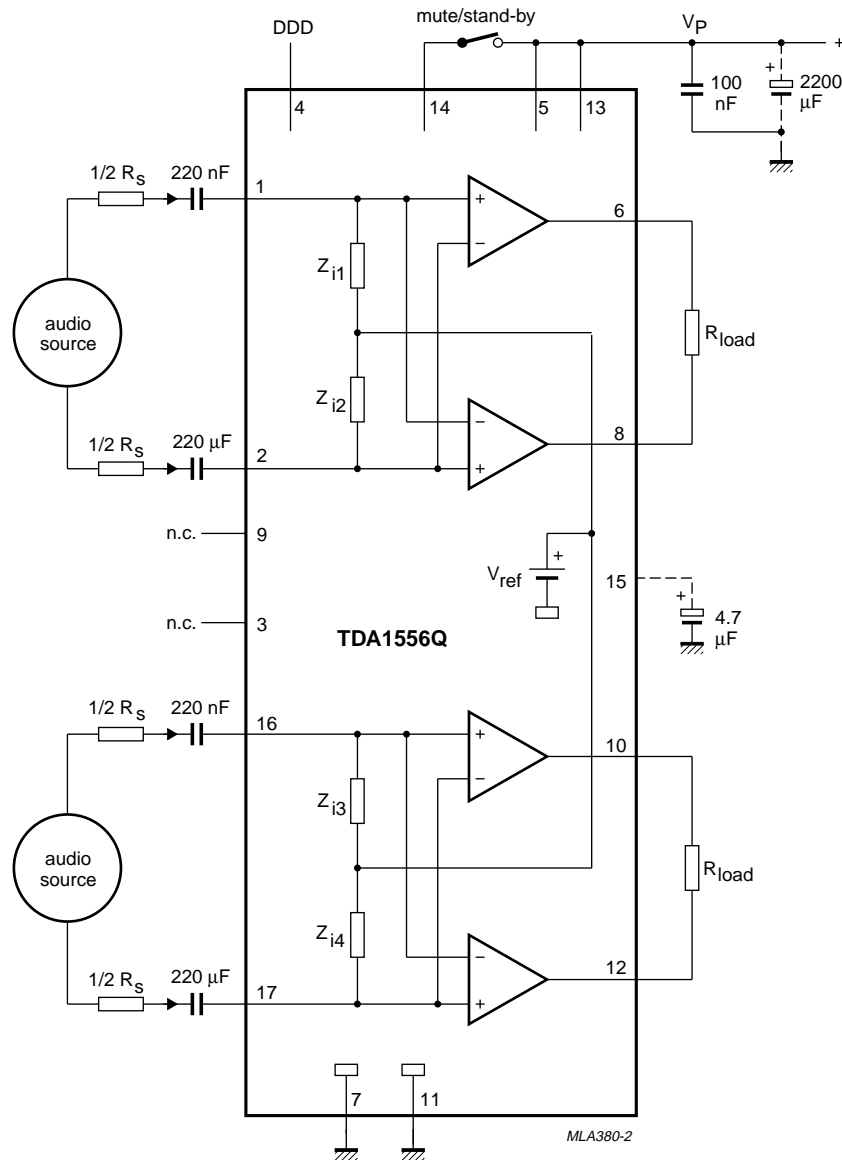 mute/stand-by
DDD
V_P
+
4
14
5
13
100
nF
+
2200
µF
1/2 R_s
220 nF
1
+
−
6
Z_i1
audio
source
R_load
Z_i2
1/2 R_s
220 µF
2
−
+
8
n.c.
9
V_ref
+
15
+
4.7
µF
n.c.
3
TDA1556Q
1/2 R_s
220 nF
16
+
−
10
Z_i3
audio
source
R_load
Z_i4
1/2 R_s
220 µF
17
−
+
12
7
11
MLA380-2